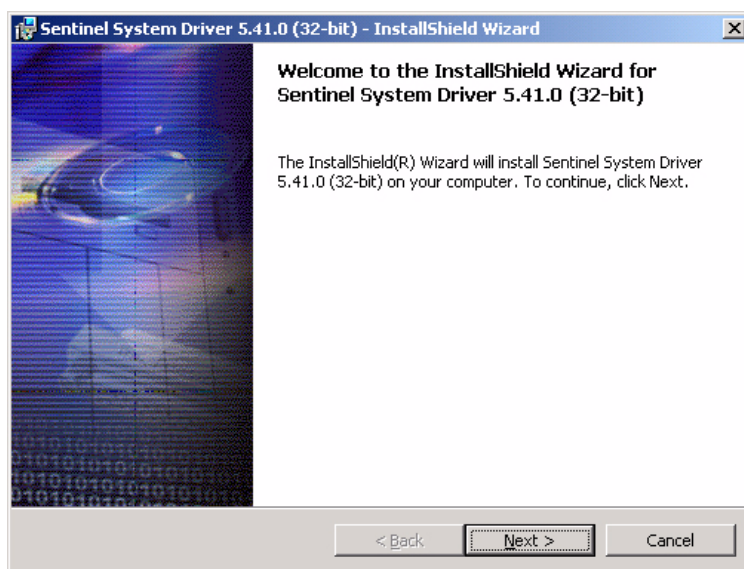 Sentinel System Driver 5.41.0 (32-bit) - InstallShield Wizard
Welcome to the InstallShield Wizard for
Sentinel System Driver 5.41.0 (32-bit)
The InstallShield(R) Wizard will install Sentinel System Driver
5.41.0 (32-bit) on your computer. To continue, click Next.
< Back
Next >
Cancel